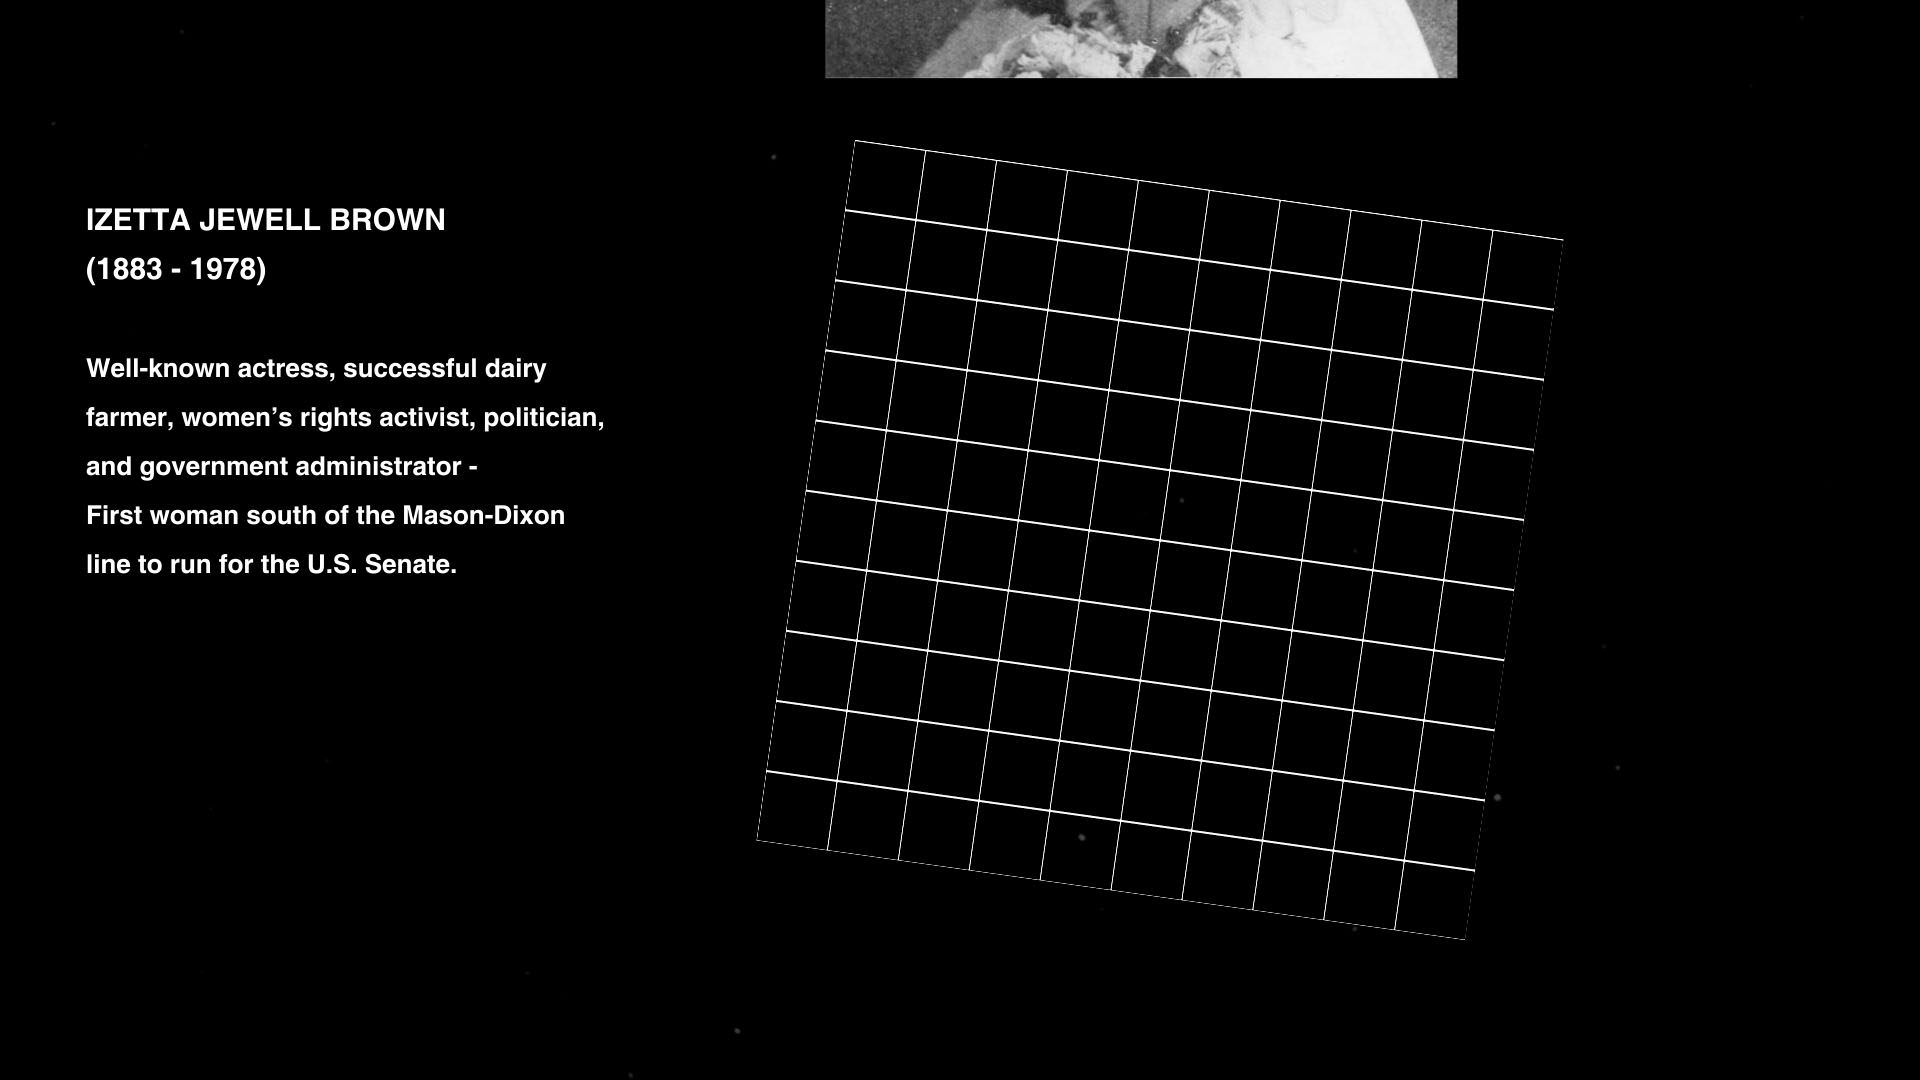 IZETTA JEWELL BROWN
(1883 - 1978)
Well-known actress, successful dairy
farmer, women’s rights activist, politician,
and government administrator -
First woman south of the Mason-Dixon
line to run for the U.S. Senate.